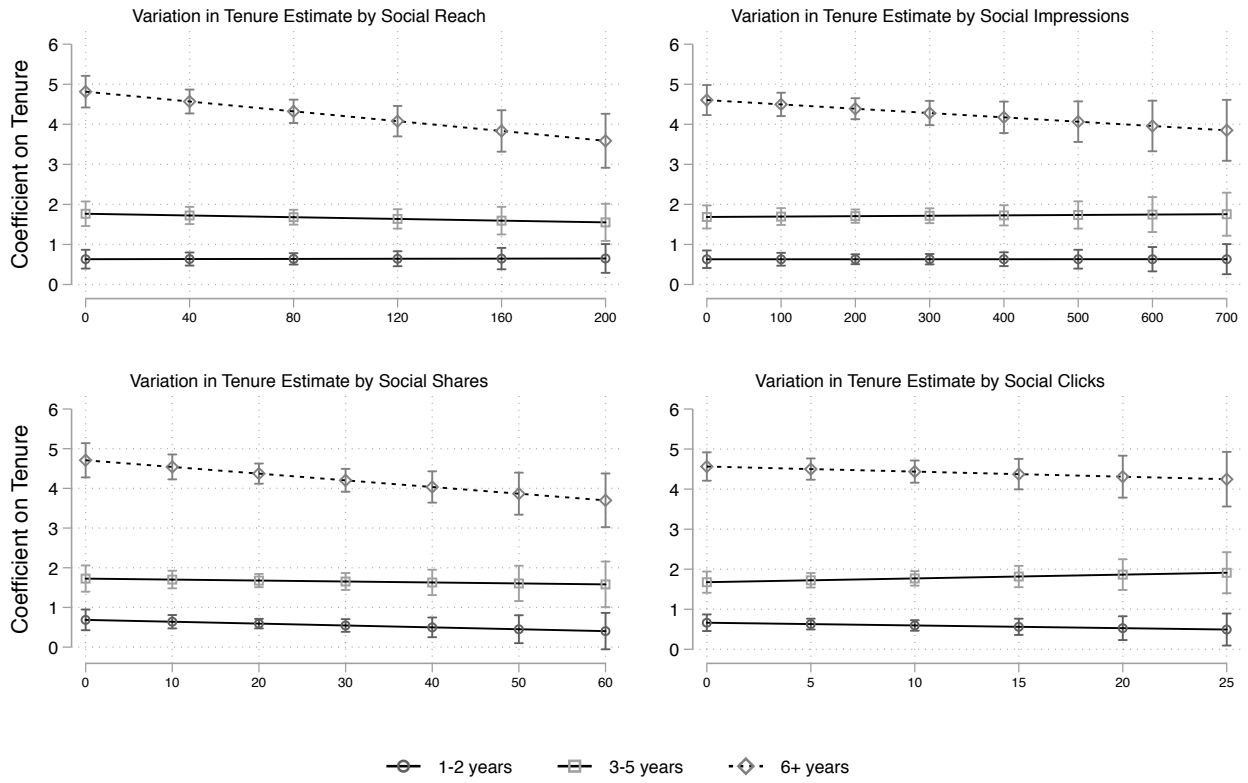 Variation in Tenure Estimate by Social Reach
Coefficient on Tenure
6
5
4
3
2
1
0
0 40 80 120 160 200
Variation in Tenure Estimate by Social Impressions
6
5
4
3
2
1
0
0 100 200 300 400 500 600 700
Variation in Tenure Estimate by Social Shares
Coefficient on Tenure
6
5
4
3
2
1
0
0 10 20 30 40 50 60
Variation in Tenure Estimate by Social Clicks
6
5
4
3
2
1
0
0 5 10 15 20 25
1-2 years 3-5 years 6+ years